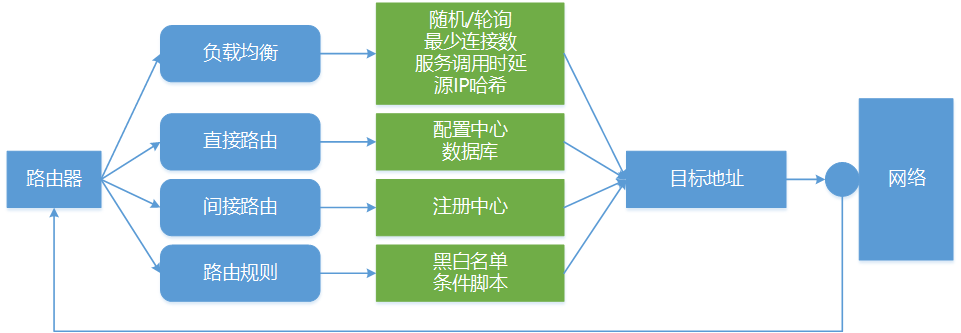 路由器
负载均衡
随机/轮询
最少连接数
服务调用时延
源IP哈希
直接路由
配置中心
数据库
间接路由
注册中心
路由规则
黑白名单
条件脚本
目标地址
网络